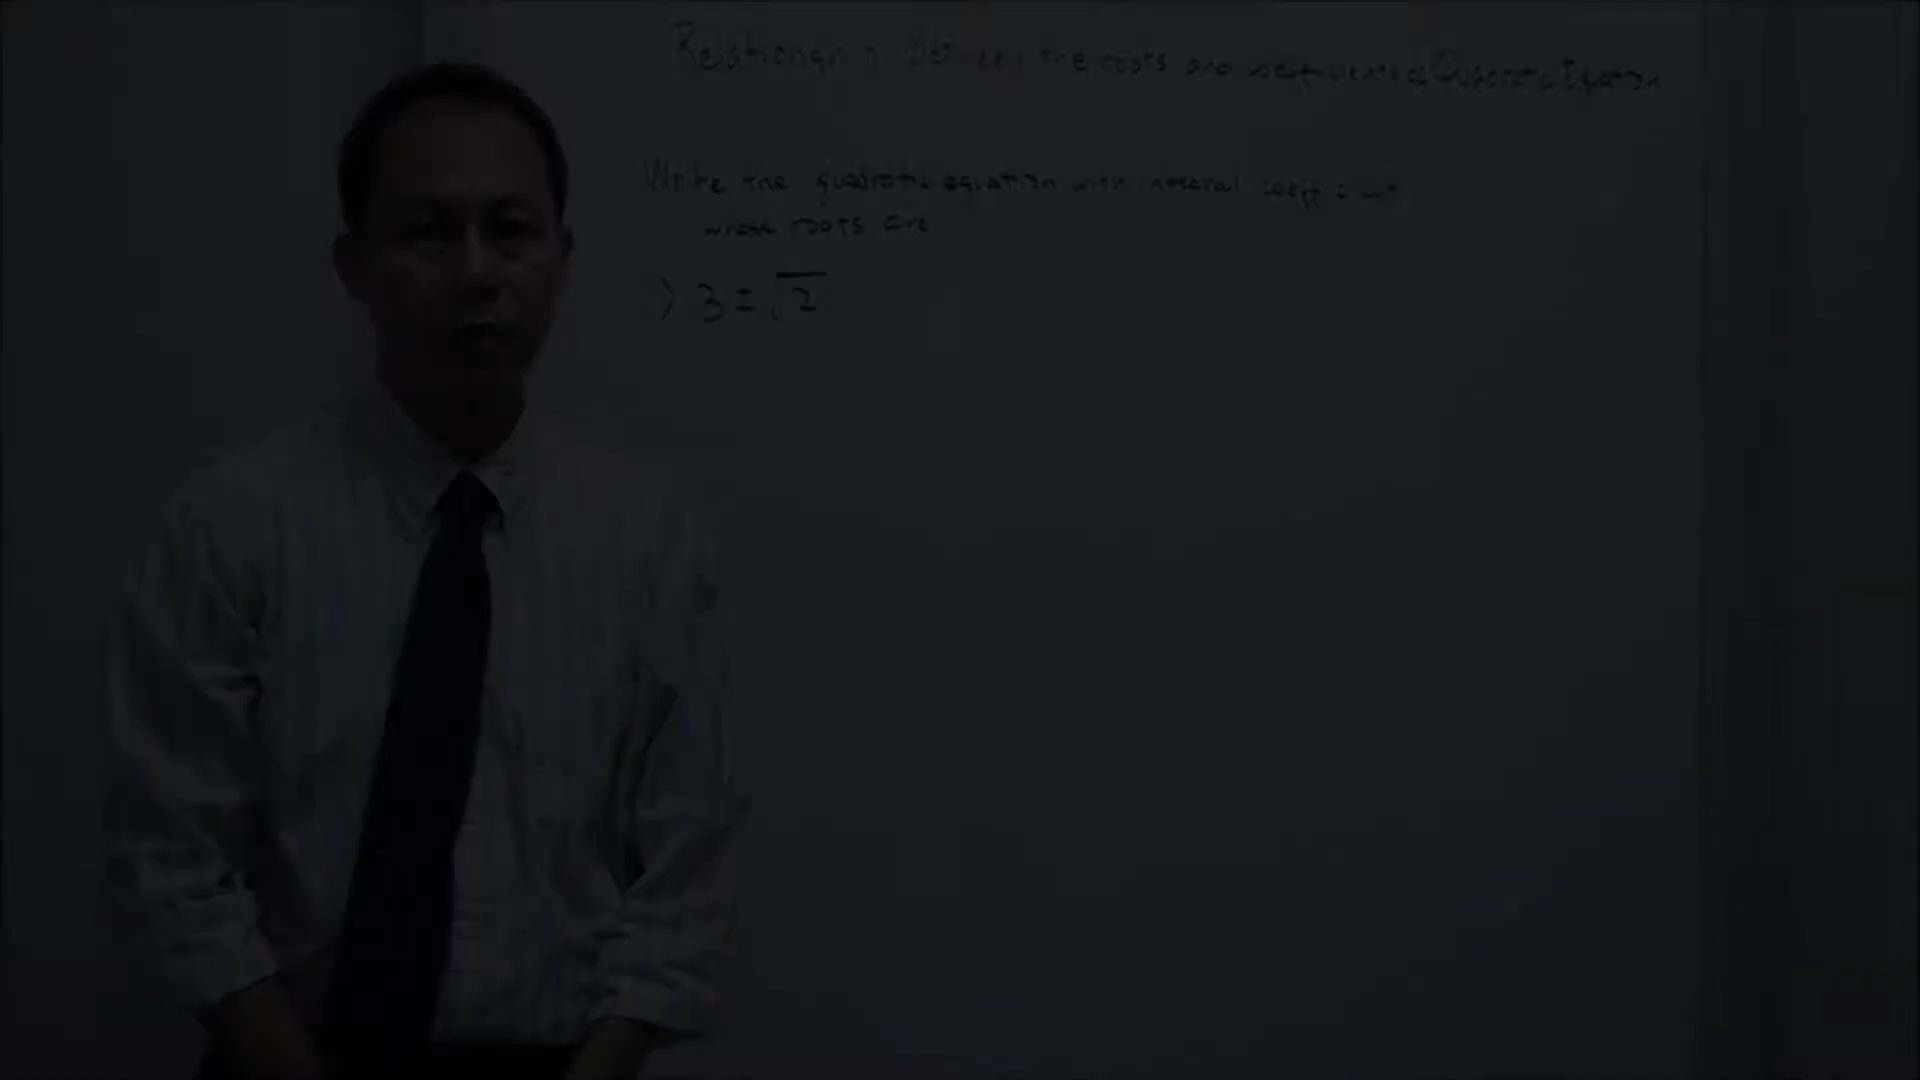 Relationship Between the roots and coefficients of Quadratic Equation
Write the quadratic equation with integral coefficient
whose roots are
) 3 ± √2